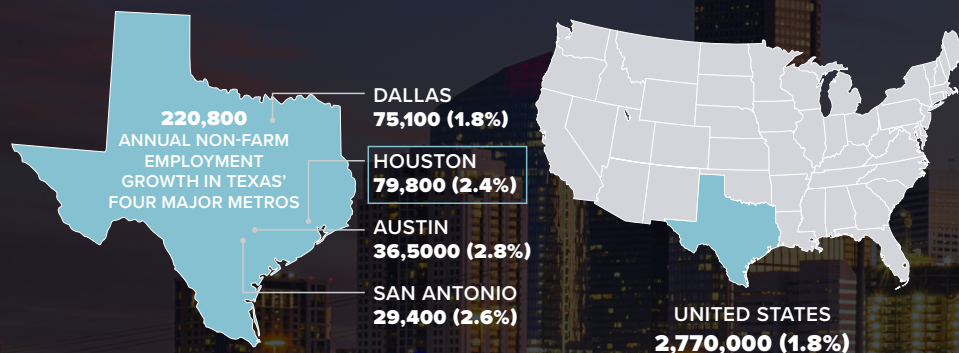 220,800
ANNUAL NON-FARM
EMPLOYMENT
GROWTH IN TEXAS'
FOUR MAJOR METROS
DALLAS
75,100 (1.8%)
HOUSTON
79,800 (2.4%)
AUSTIN
36,5000 (2.8%)
SAN ANTONIO
29,400 (2.6%)
UNITED STATES
2,770,000 (1.8%)